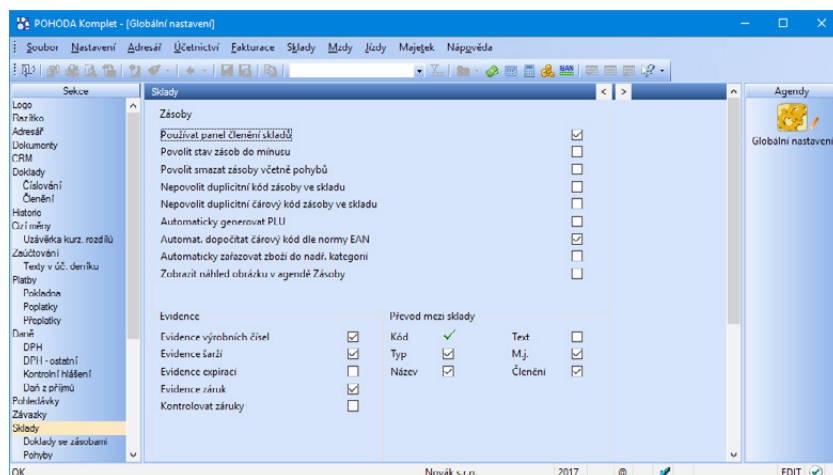 POHODA Komplet - [Globální nastavení]
Soubor Nastavení Adresář Účetnictví Fakturace Sklady Mzdy Jízdy Majetek Nápověda
Sekce
Logo
Razítko
Adresář
Dokumenty
CRM
Doklady
Číslování
Členění
Historie
Cizí měny
Uzávěrka kurz. rozdílů
Zaúčtování
Texty v úč. deníku
Platby
Pokladna
Poplatky
Přeplatky
Daně
DPH
DPH - ostatní
Kontrolní hlášení
Daň z příjmů
Pohledávky
Závazky
Sklady
Doklady se zásobami
Pohyby
Sklady
Zásoby
Používat panel členění skladů
Povolit stav zásob do mínusu
Povolit smazat zásoby včetně pohybů
Nepovolit duplicitní kód zásoby ve skladu
Nepovolit duplicitní čárový kód zásoby ve skladu
Automaticky generovat PLU
Automat. dopočítat čárový kód dle normy EAN
Automaticky zařazovat zboží do nadř. kategorií
Zobrazit náhled obrázku v agendě Zásoby
Evidence
Evidence výrobních čísel
Evidence šarží
Evidence expirací
Evidence záruk
Kontrolovat záruky
Převod mezi sklady
Kód Text
Typ M.j.
Název Členění
Agendy
Globální nastavení
OK Novák s.r.o. 2017 @ EDIT